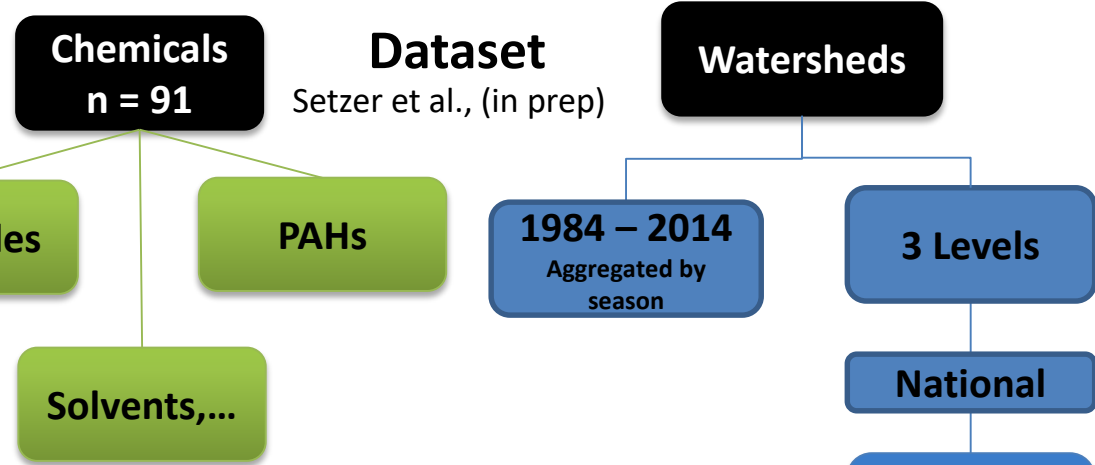 Chemicals
n = 91
Dataset
Setzer et al., (in prep)
Watersheds
PAHs
1984 – 2014
Aggregated by
season
3 Levels
Solvents,...
National